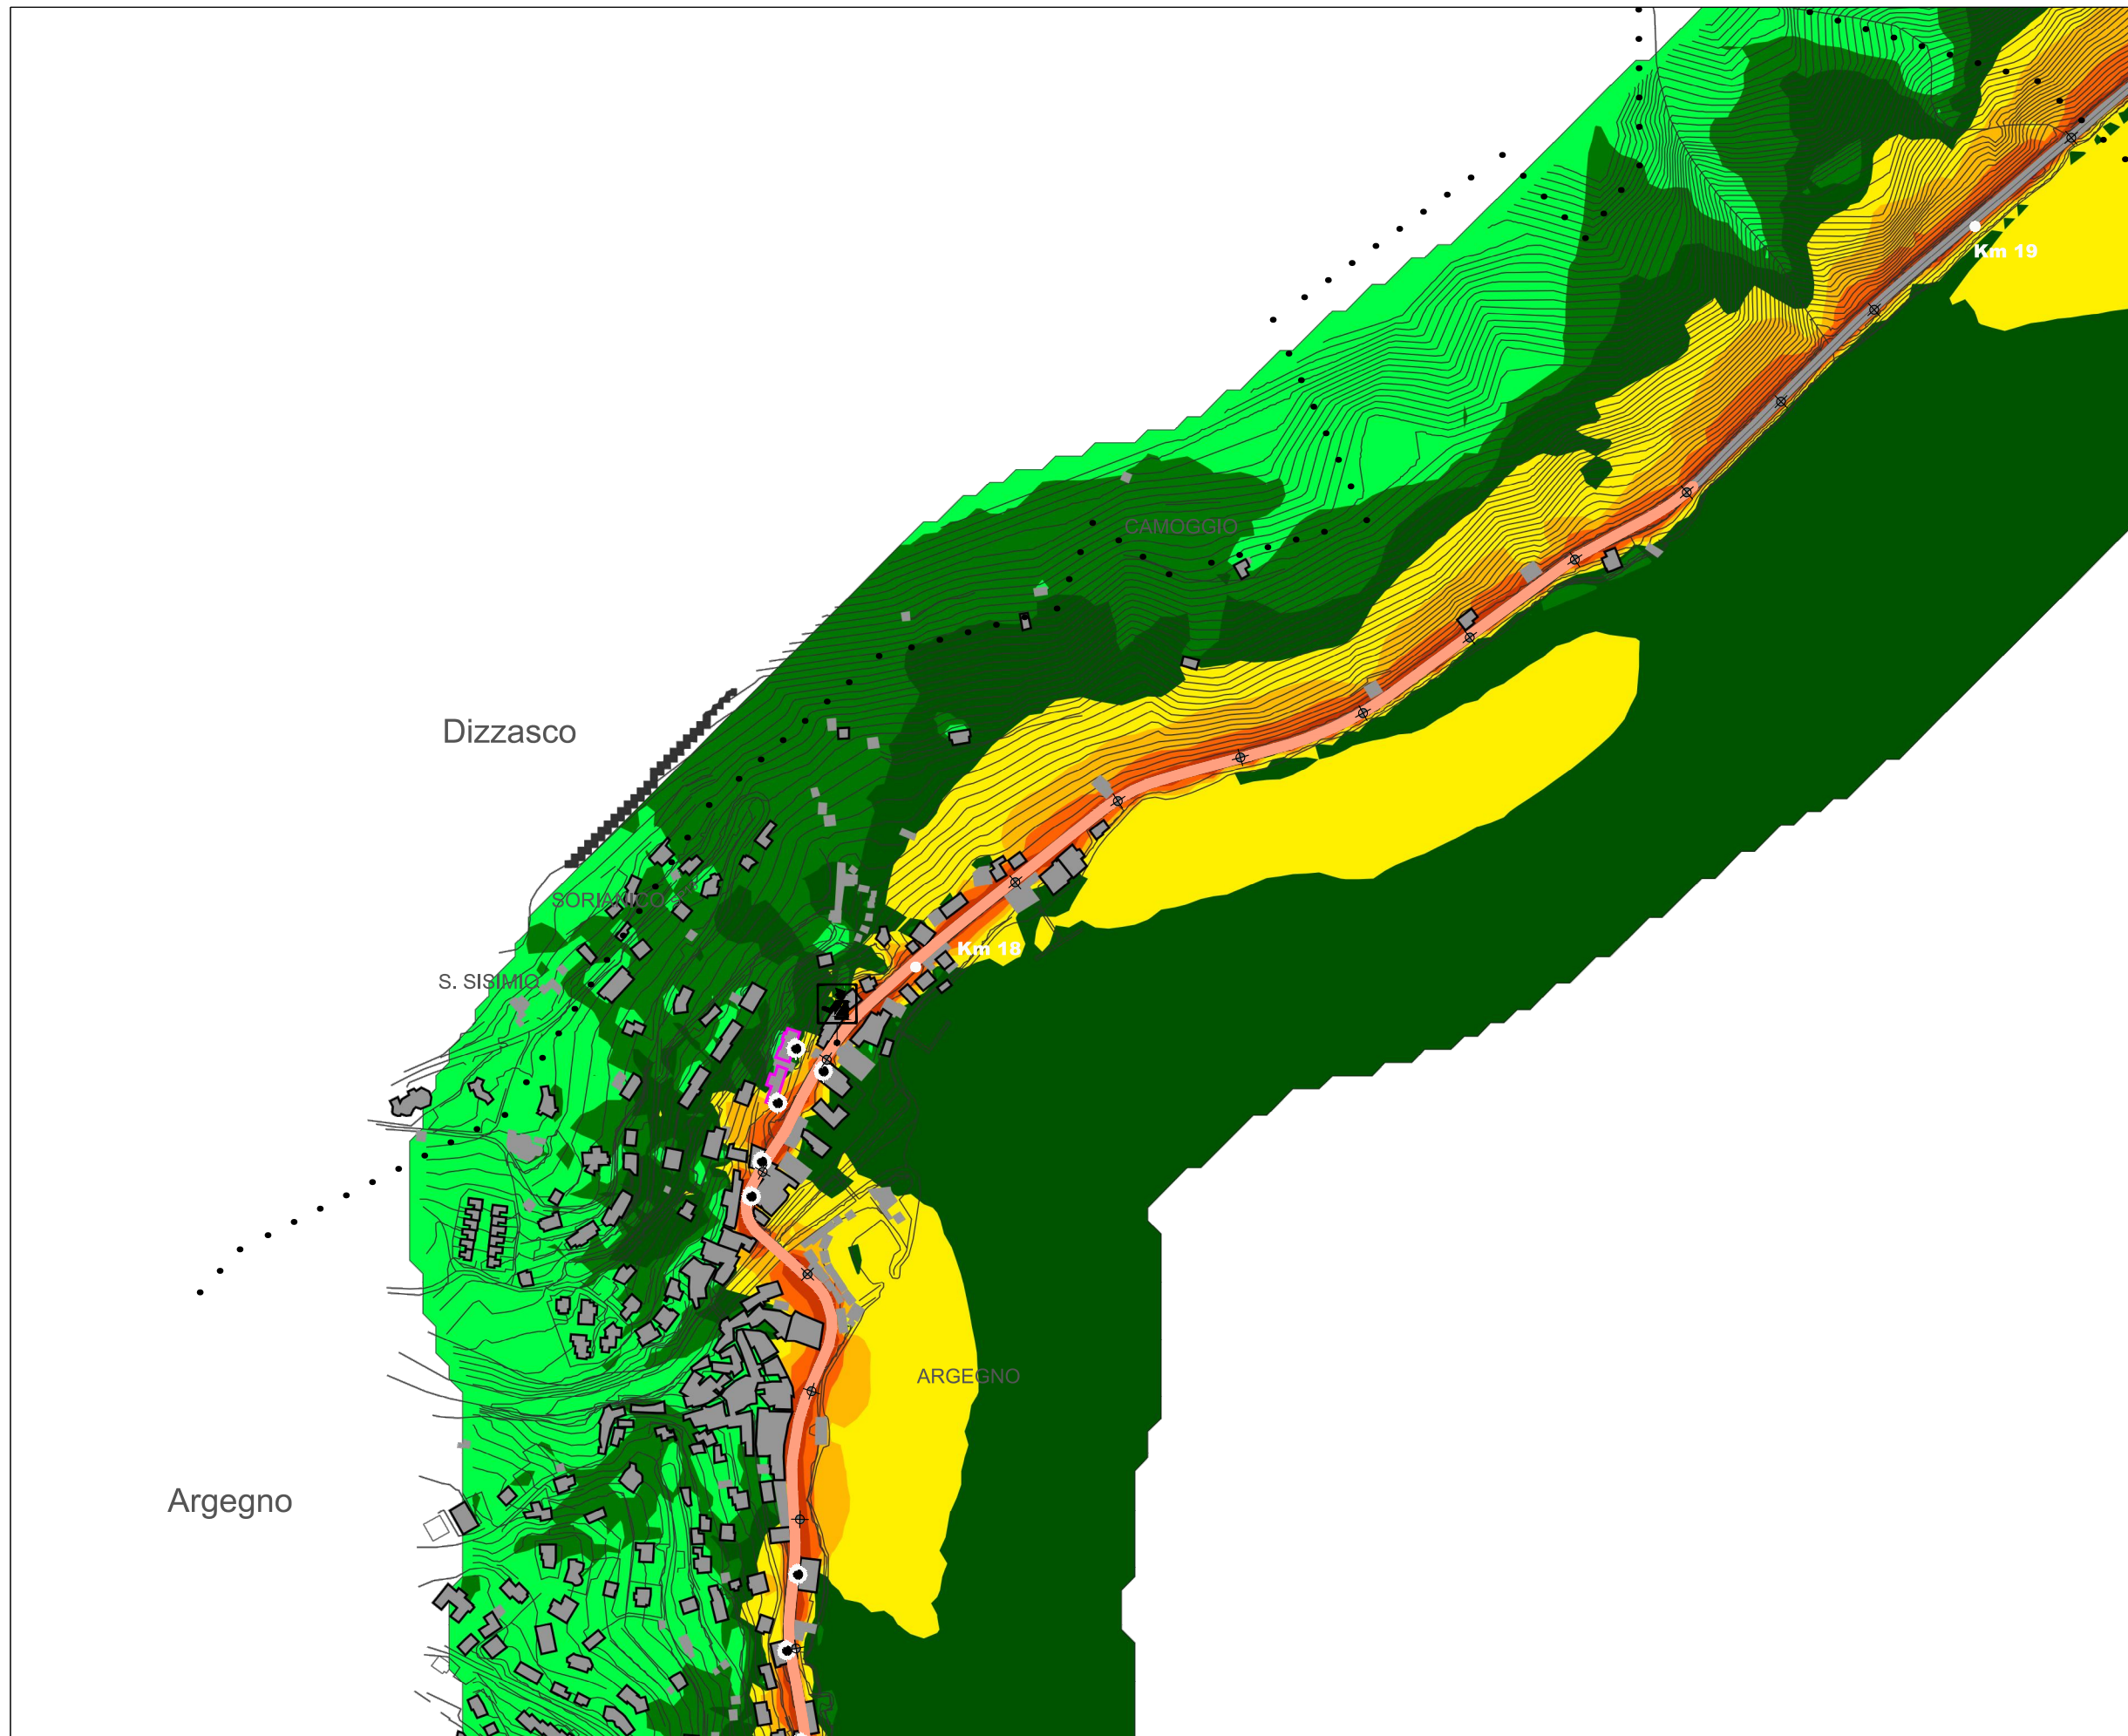 Km 19
CAMOGGIO
Dizzasco
SORIANICO
Km 18
S. SISIMIO
ARGEGNO
Argegno